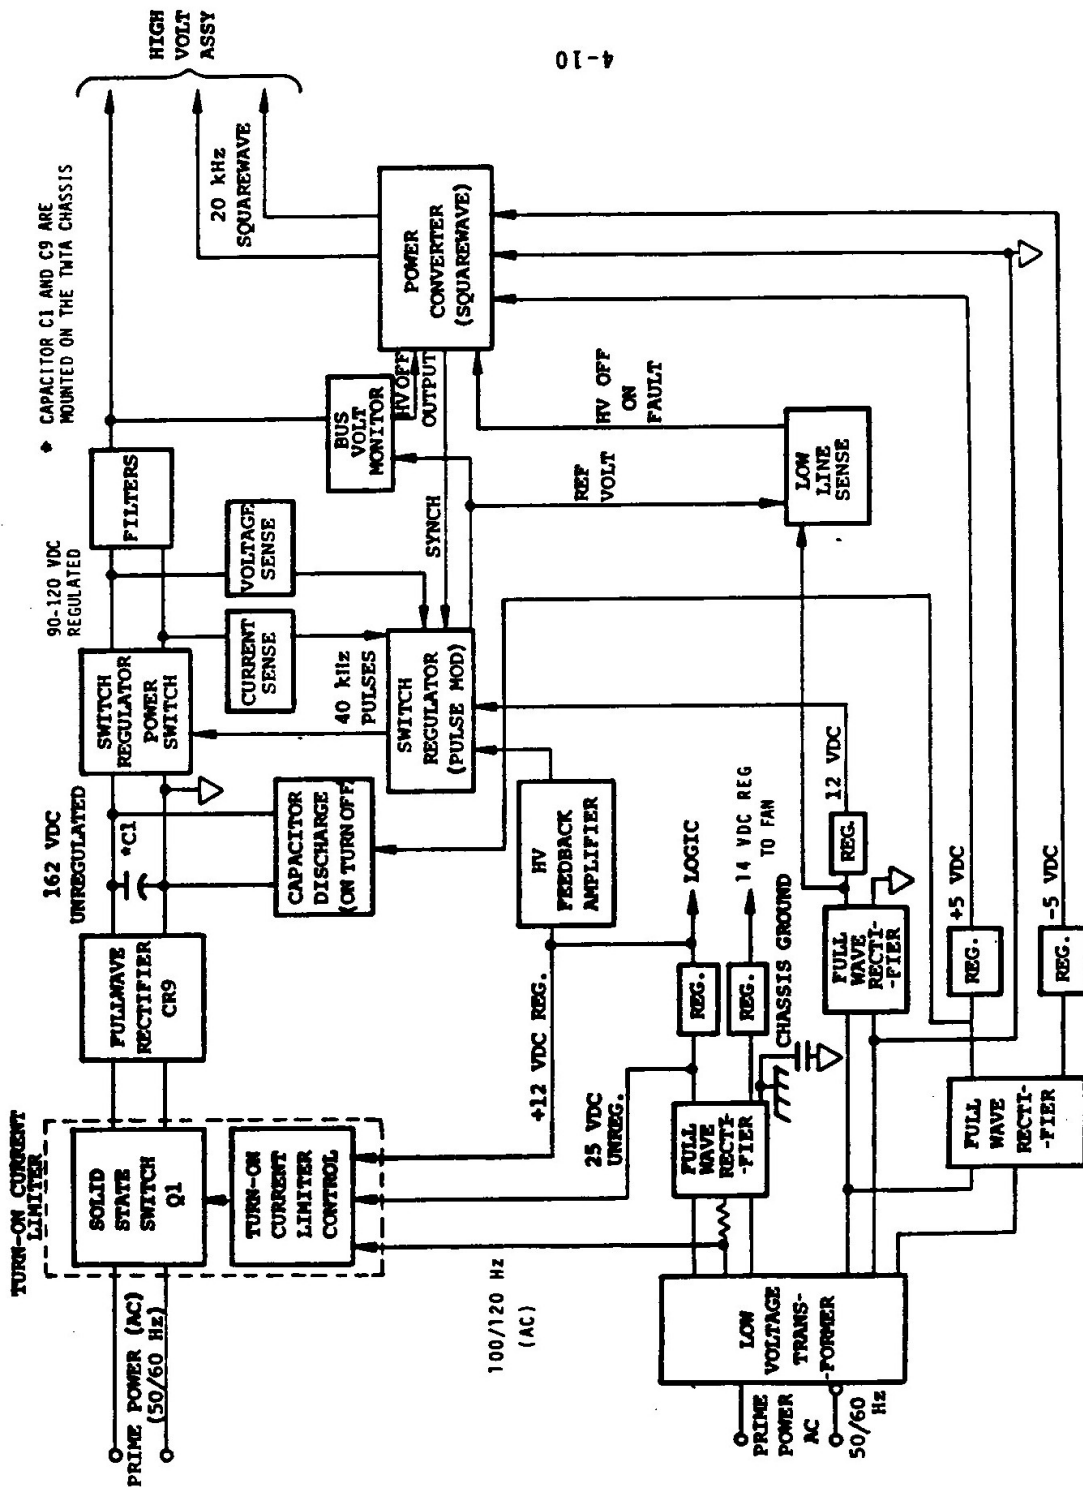 TURN-ON CURRENT
LIMITER
PRIME POWER (AC)
(50/60 Hz)
SOLID
STATE
SWITCH
Q1
TURN-ON
CURRENT
LIMITER
CONTROL
FULLWAVE
RECTIFIER
CR9
162 VDC
UNREGULATED
*C1
CAPACITOR
DISCHARGE
(ON TURN OFF)
SWITCH
REGULATOR
POWER
SWITCH
90-120 VDC
REGULATED
CURRENT
SENSE
VOLTAGE
SENSE
FILTERS
* CAPACITOR C1 AND C9 ARE
MOUNTED ON THE TWTA CHASSIS
HIGH
VOLT
ASSY
20 kHz
SQUAREWAVE
40 kHz
PULSES
SWITCH
REGULATOR
(PULSE MOD)
SYNCH
BUS
VOLT
MONITOR
HV OFF
OUTPUT
POWER
CONVERTER
(SQUAREWAVE)
REF
VOLT
HV OFF
ON
FAULT
LOW
LINE
SENSE
HV
FEEDBACK
AMPLIFIER
+12 VDC REG.
25 VDC
UNREG.
100/120 Hz
(AC)
PRIME
POWER
AC
50/60
Hz
LOW
VOLTAGE
TRANS-
-FORMER
FULL
WAVE
RECTI-
-FIER
REG.
LOGIC
REG.
14 VDC REG
TO FAN
CHASSIS GROUND
FULL
WAVE
RECTI-
-FIER
REG.
12 VDC
FULL
WAVE
RECTI-
-FIER
REG.
+5 VDC
REG.
-5 VDC
4-10